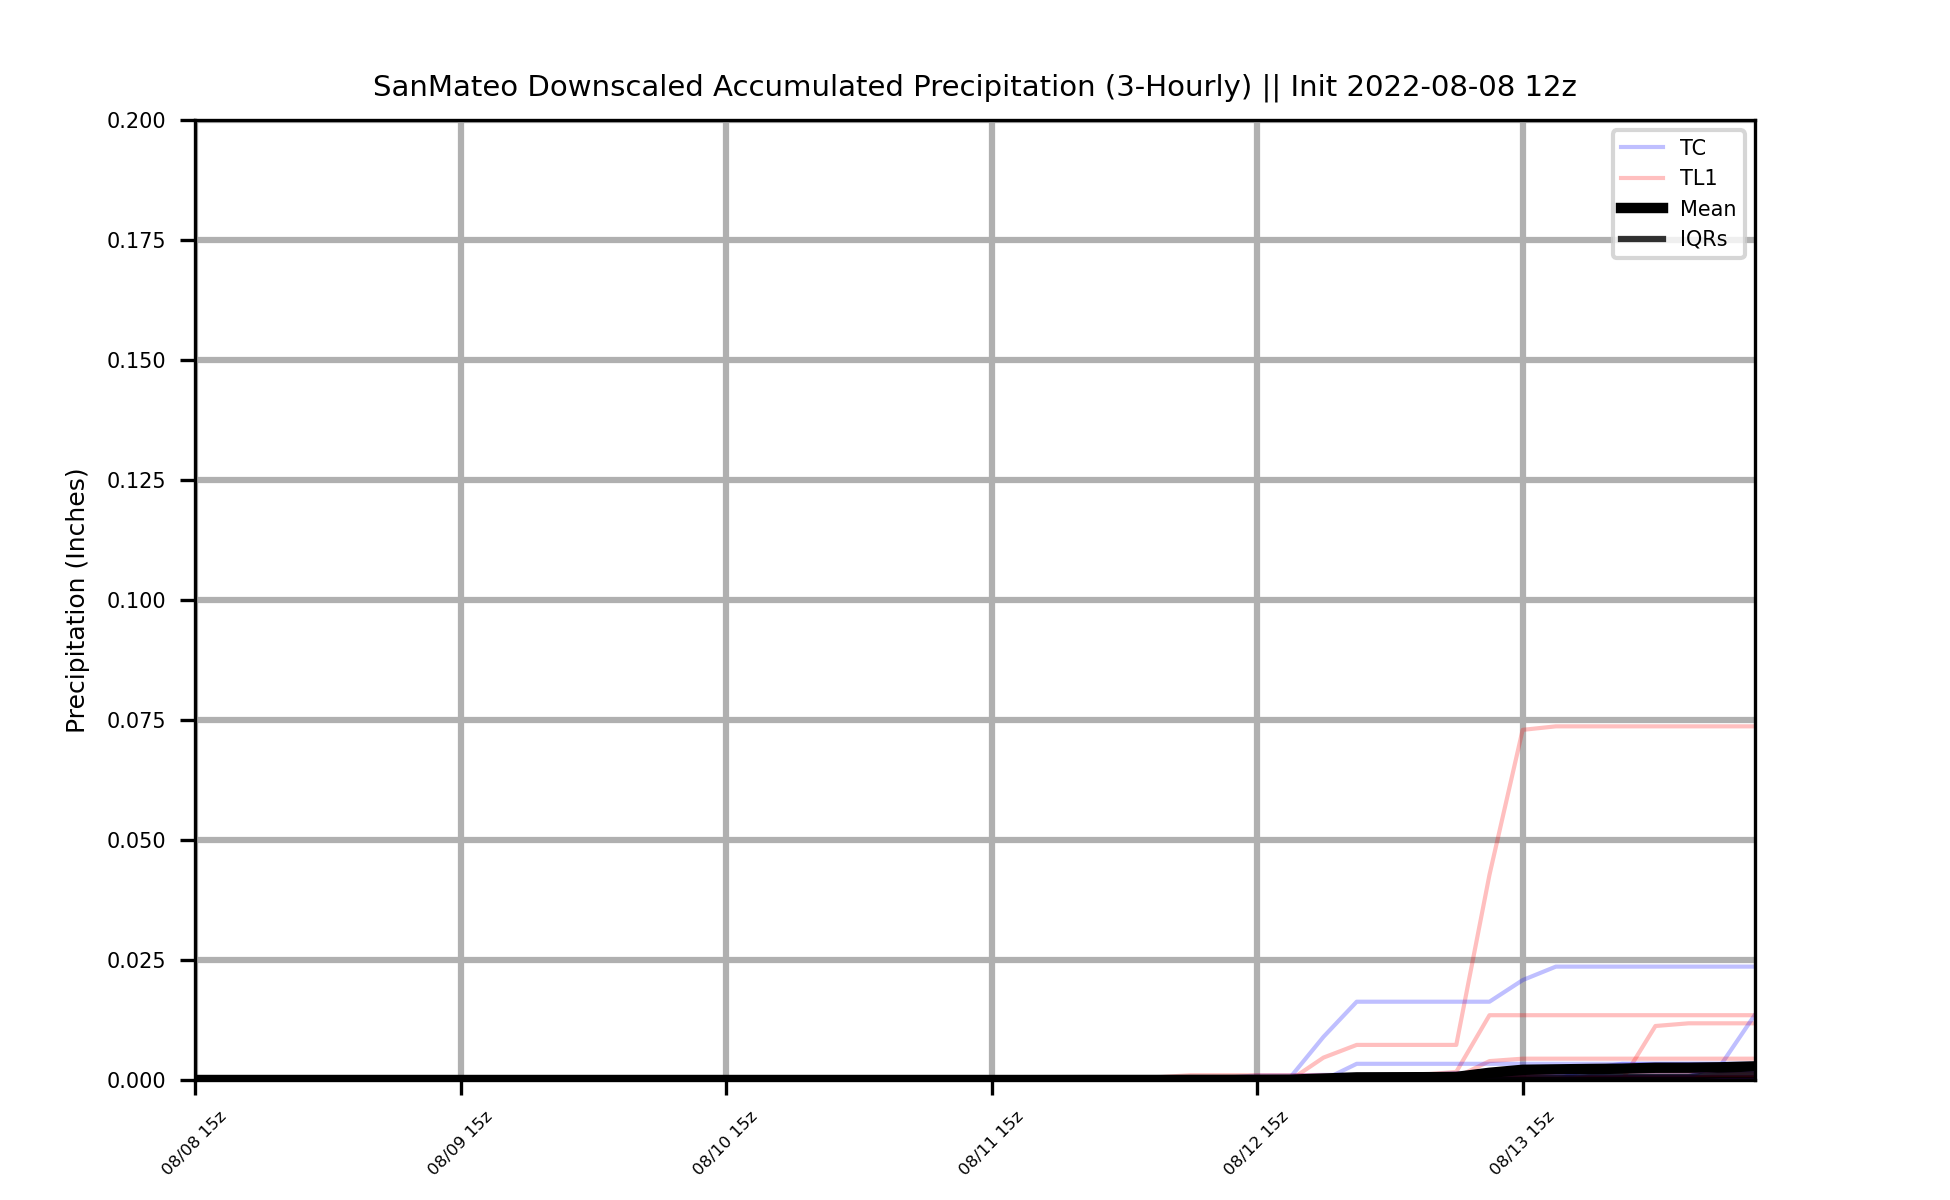 SanMateo Downscaled Accumulated Precipitation (3-Hourly) || Init 2022-08-08 12z
Precipitation (Inches)
0.200
0.175
0.150
0.125
0.100
0.075
0.050
0.025
0.000
TC
TL1
Mean
IQRs
08/08 15z
08/09 15z
08/10 15z
08/11 15z
08/12 15z
08/13 15z